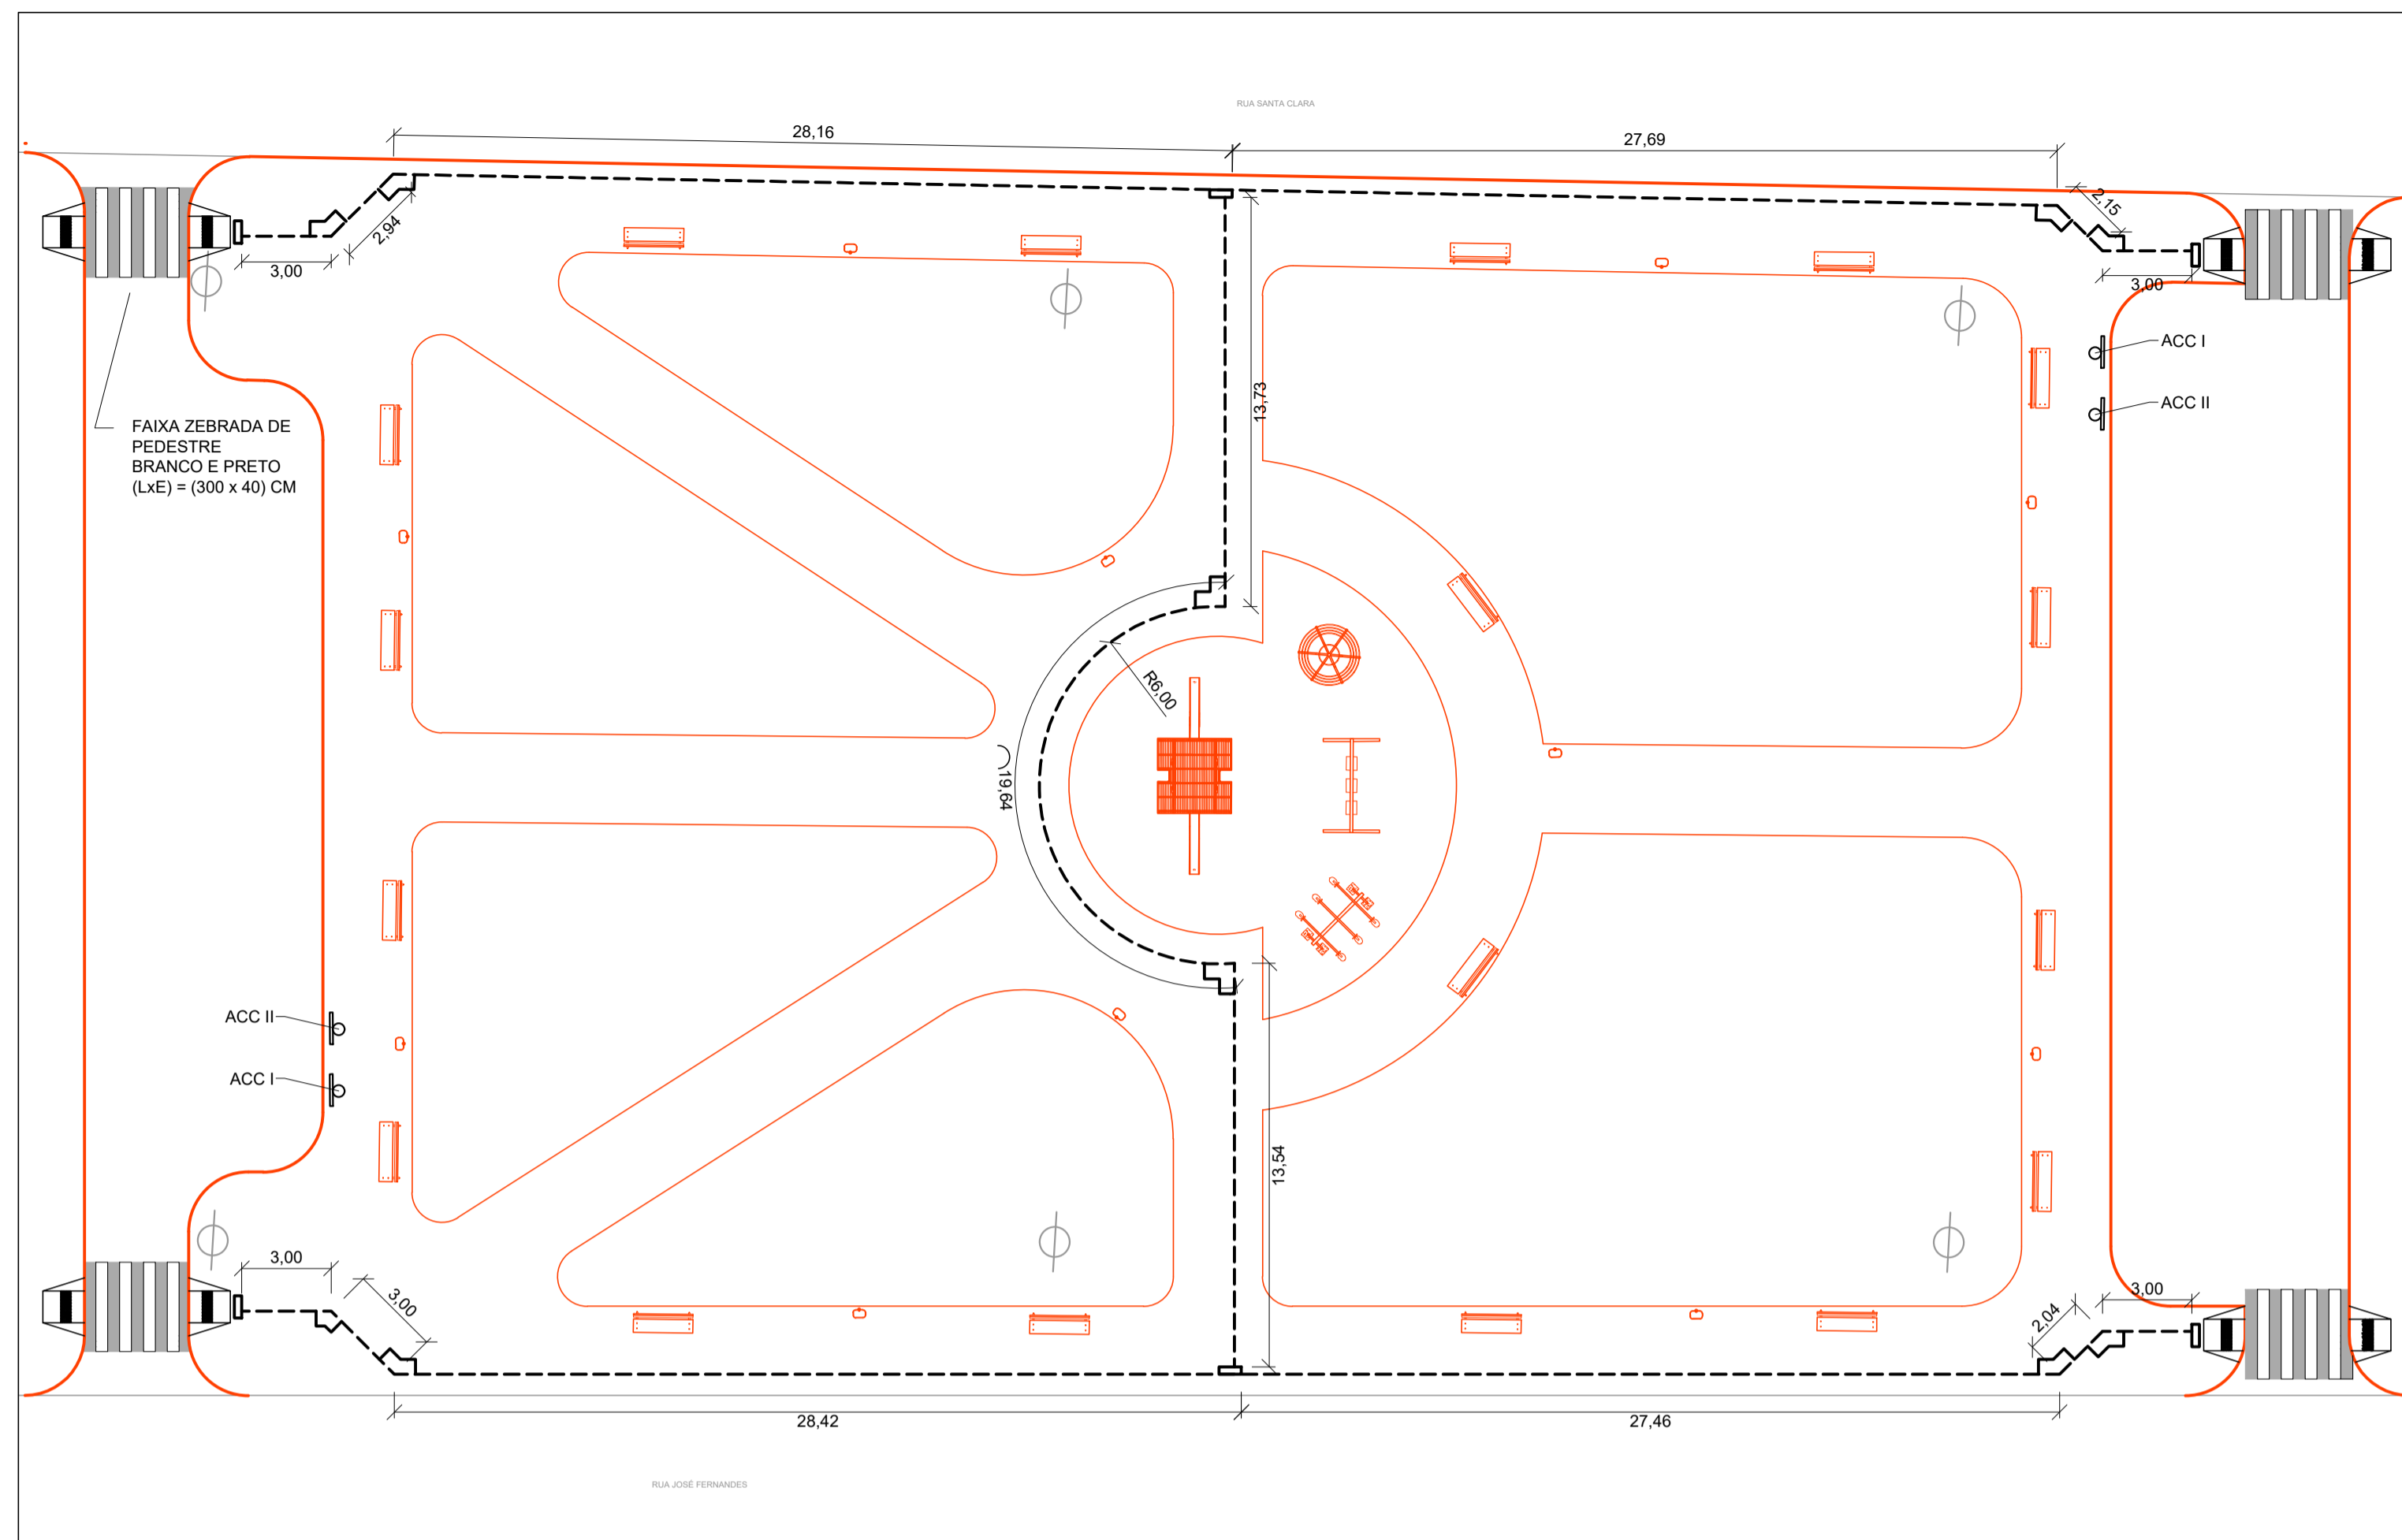 RUA SANTA CLARA
28,16
27,69
2,94
2,15
3,00
3,00
ACC I
13,73
ACC II
FAIXA ZEBRADA DE
PEDESTRE
BRANCO E PRETO
(LxE) = (300 x 40) CM
R6,00
19,64
ACC II
ACC I
13,54
3,00
3,00
2,04
3,00
28,42
27,46
RUA JOSÉ FERNANDES